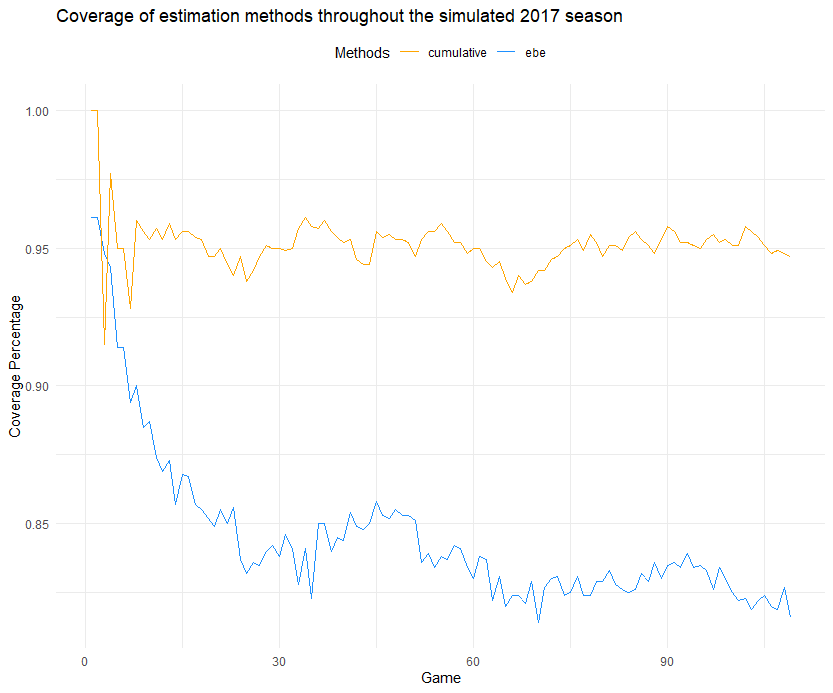 Coverage of estimation methods throughout the simulated 2017 season
Methods cumulative ebe
Coverage Percentage
1.00
0.95
0.90
0.85
0 30 60 90
Game